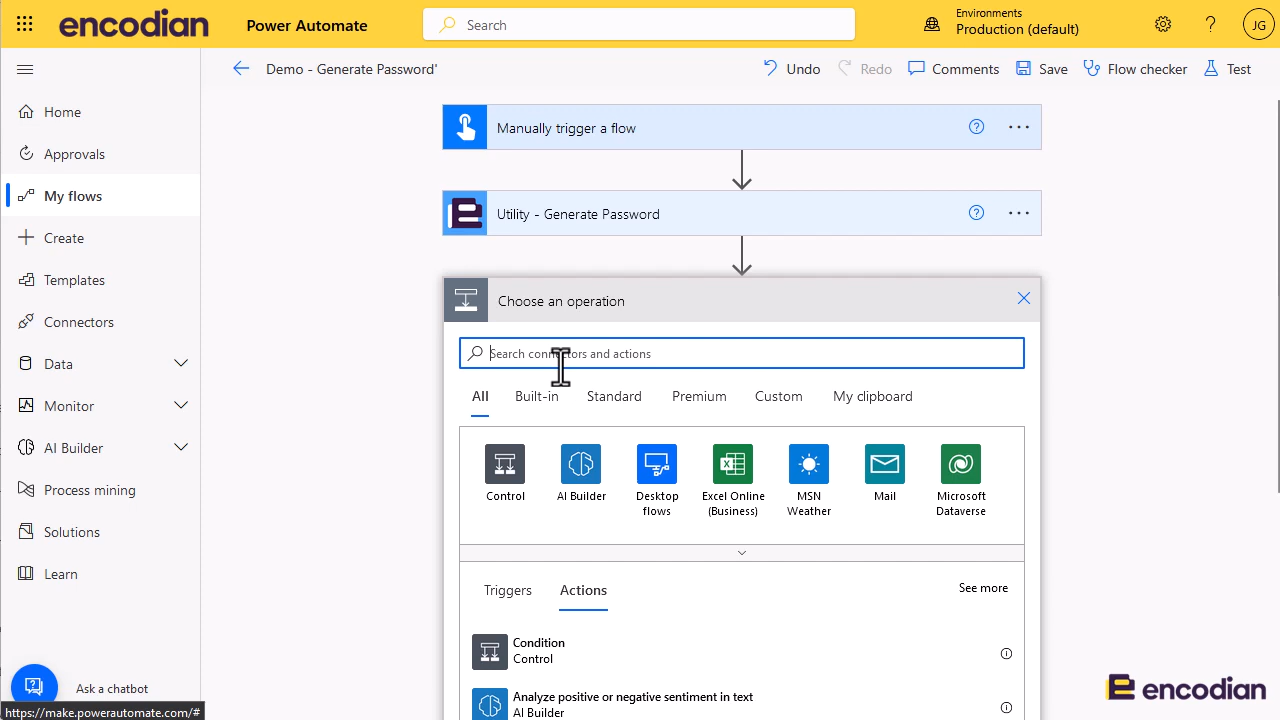 encodian
Power Automate
Search
Environments
Production (default)
JG
Demo - Generate Password'
Undo
Redo
Comments
Save
Flow checker
Test
Home
Approvals
My flows
Create
Templates
Connectors
Data
Monitor
AI Builder
Process mining
Solutions
Learn
Ask a chatbot
https://make.powerautomate.com/#
Manually trigger a flow
Utility - Generate Password
Choose an operation
Search connectors and actions
All
Built-in
Standard
Premium
Custom
My clipboard
Control
AI Builder
Desktop
flows
Excel Online
(Business)
MSN
Weather
Mail
Microsoft
Dataverse
Triggers
Actions
See more
Condition
Control
Analyze positive or negative sentiment in text
AI Builder
encodian